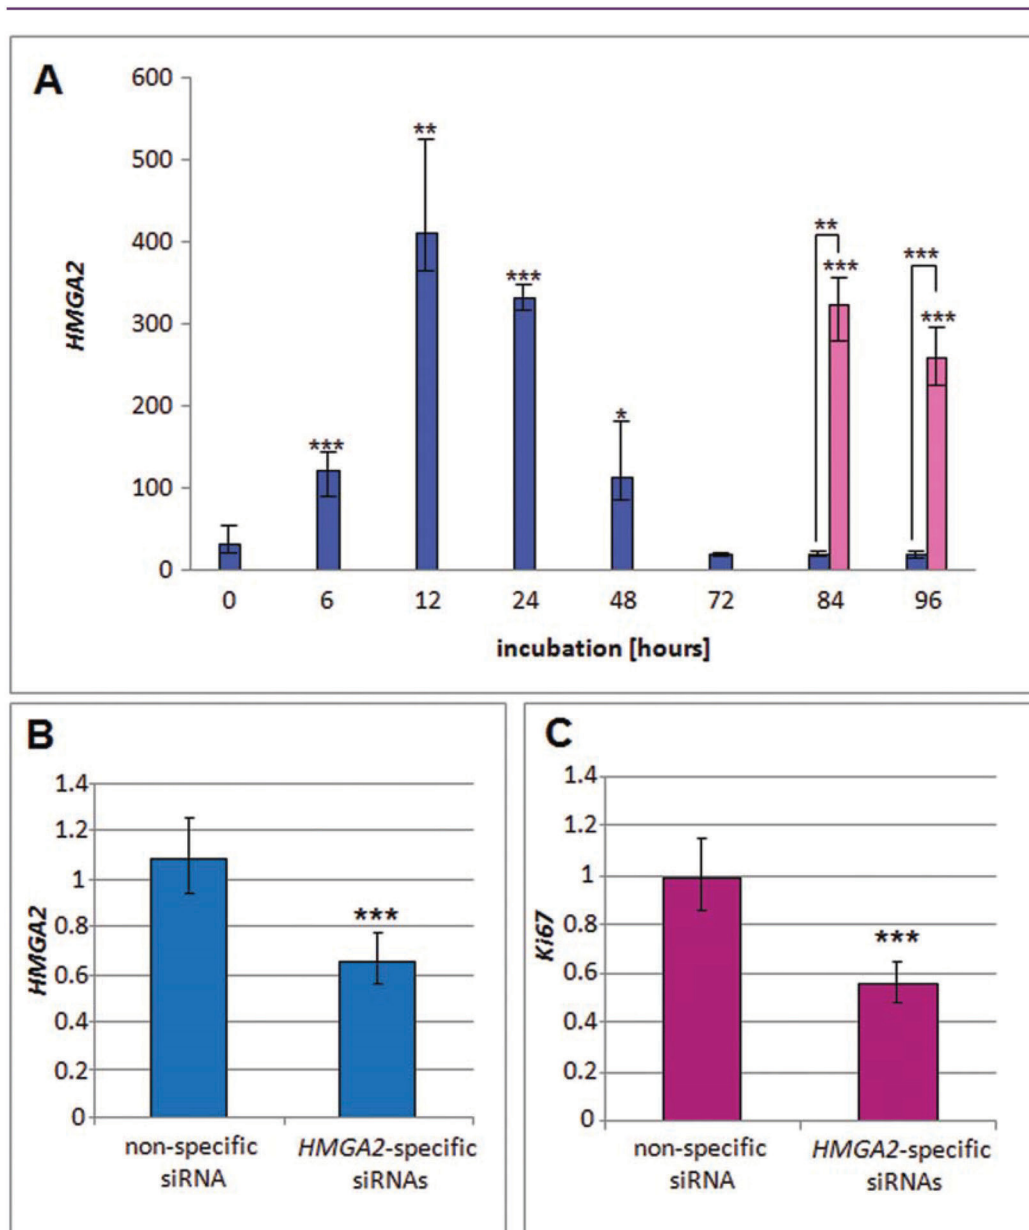 A
600
500
400
300
200
100
0
HMGA2
**
***
***
*
**
***
***
***
0 6 12 24 48 72 84 96
incubation [hours]
B
1.4
1.2
1
0.8
0.6
0.4
0.2
0
HMGA2
***
non-specific siRNA
HMGA2-specific siRNAs
C
1.4
1.2
1
0.8
0.6
0.4
0.2
0
Ki67
***
non-specific siRNA
HMGA2-specific siRNAs